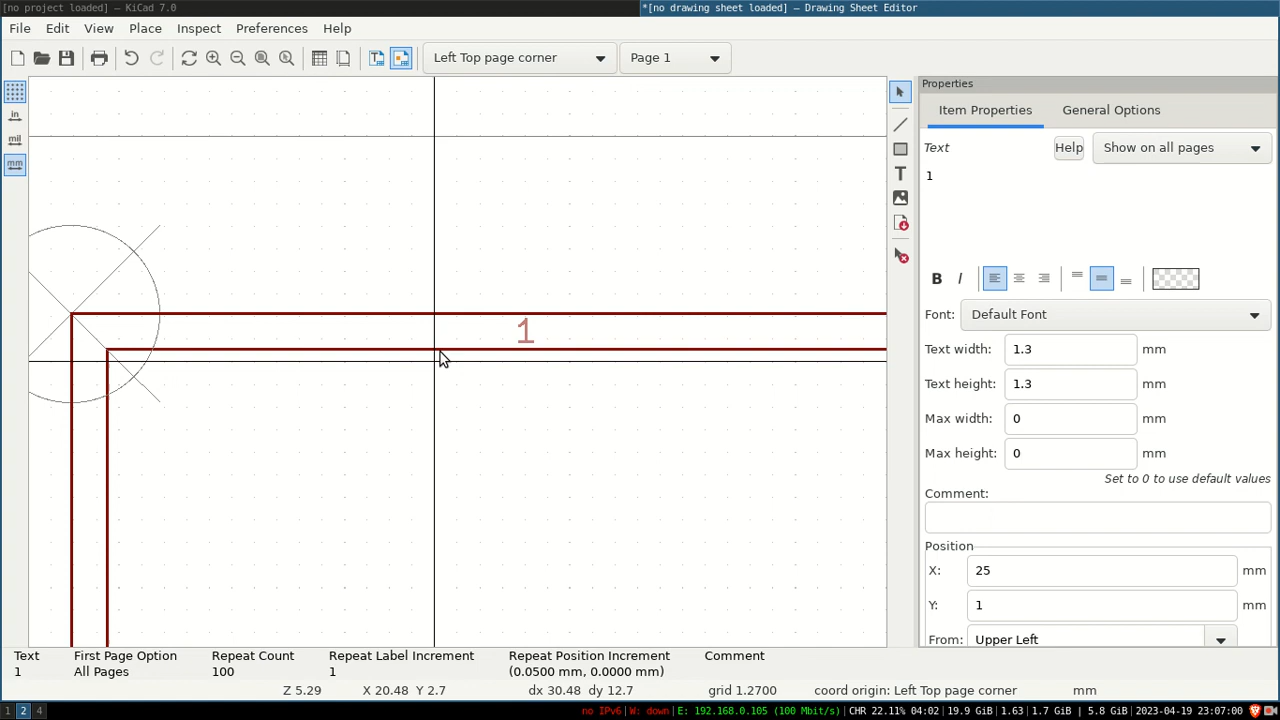 [no project loaded] — KiCad 7.0
*[no drawing sheet loaded] — Drawing Sheet Editor
File Edit View Place Inspect Preferences Help
Left Top page corner
Page 1
in
mil
mm
1
Properties
Item Properties General Options
Text Help Show on all pages
1
B I
Font: Default Font
Text width: 1.3 mm
Text height: 1.3 mm
Max width: 0 mm
Max height: 0 mm
Set to 0 to use default values
Comment:
Position
X: 25 mm
Y: 1 mm
From: Upper Left
Text First Page Option Repeat Count Repeat Label Increment Repeat Position Increment Comment
1 All Pages 100 1 (0.0500 mm, 0.0000 mm)
Z 5.29 X 20.48 Y 2.7 dx 30.48 dy 12.7 grid 1.2700 coord origin: Left Top page corner mm
1 2 4 no IPv6|W: down|E: 192.168.0.105 (100 Mbit/s)|CHR 22.11% 04:02|19.9 GiB|1.63|1.7 GiB | 5.8 GiB|2023-04-19 23:07:00